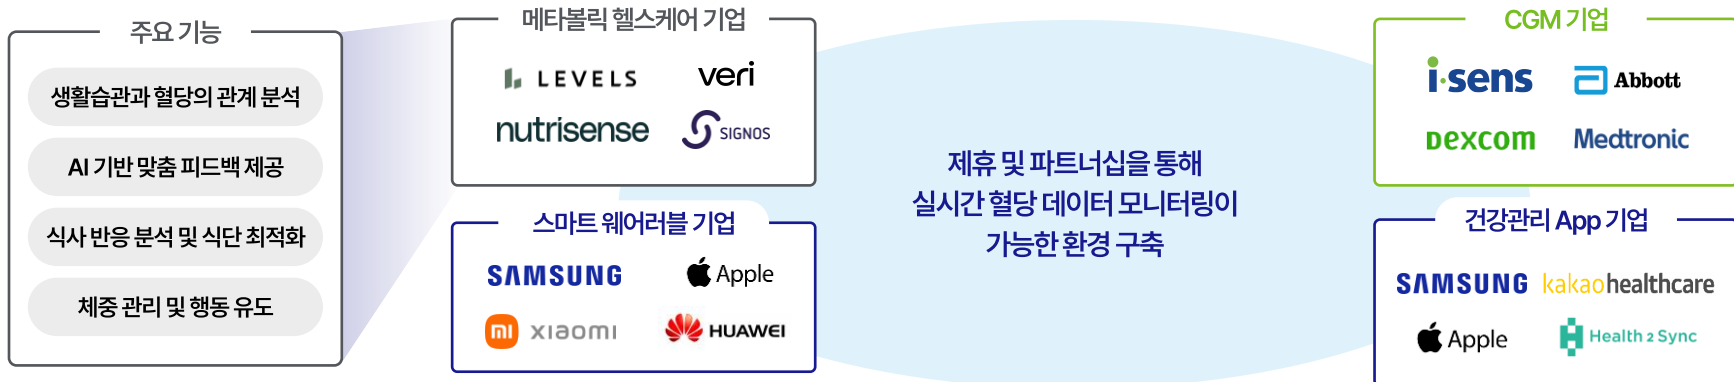 주요 기능
생활습관과 혈당의 관계 분석
AI 기반 맞춤 피드백 제공
식사 반응 분석 및 식단 최적화
체중 관리 및 행동 유도
메타볼릭 헬스케어 기업
LEVELS
veri
nutrisense
SIGNOS
스마트 웨어러블 기업
SAMSUNG
Apple
mi xiaomi
HUAWEI
제휴 및 파트너십을 통해
실시간 혈당 데이터 모니터링이
가능한 환경 구축
CGM 기업
i·sens
Abbott
Dexcom
Medtronic
건강관리 App 기업
SAMSUNG
kakaohealthcare
Apple
Health2Sync